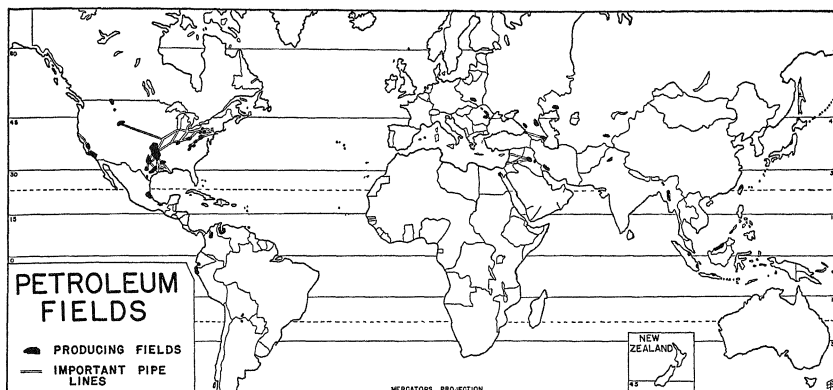 60
45
30
15
0
PETROLEUM
FIELDS
PRODUCING FIELDS
IMPORTANT PIPE
LINES
NEW
ZEALAND
45
MERCATORS PROJECTION